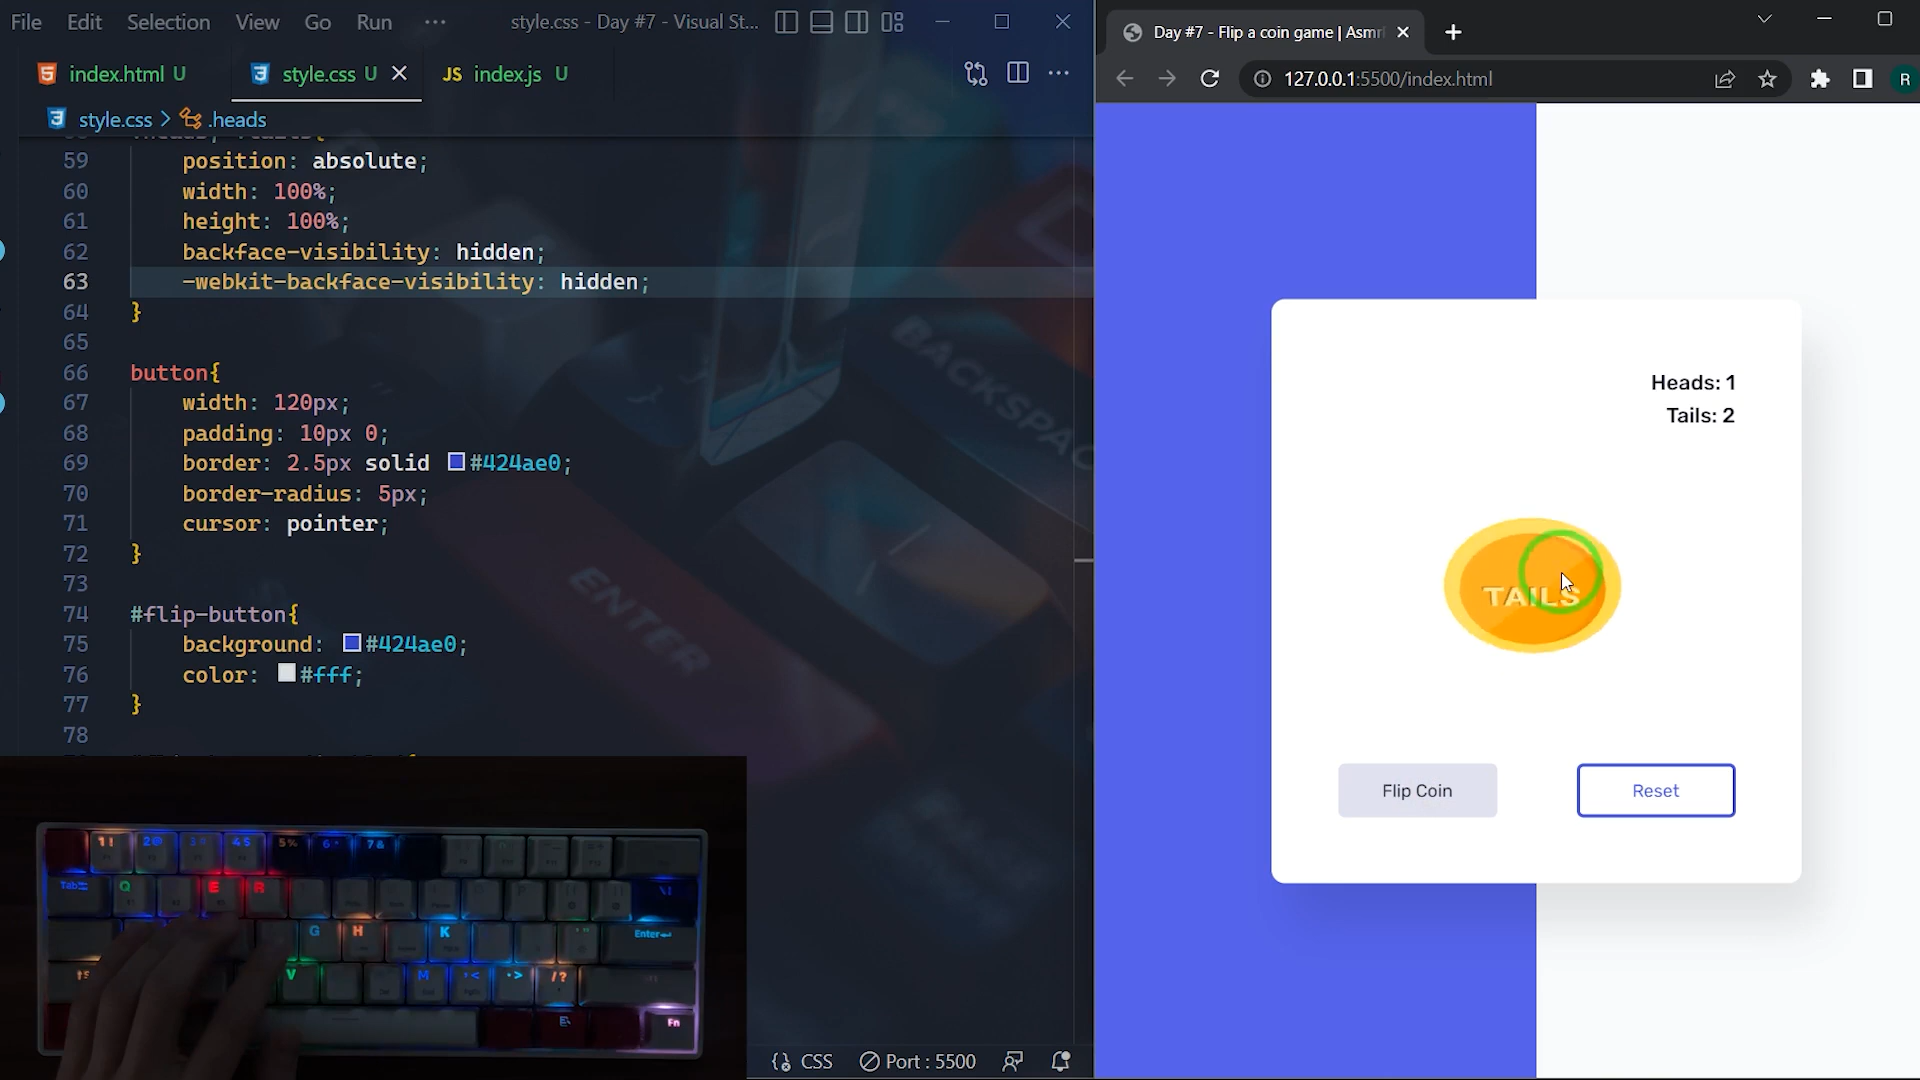 File Edit Selection View Go Run ··· style.css - Day #7 - Visual St...
index.html U style.css U JS index.js U
style.css > .heads
59 position: absolute;
60 width: 100%;
61 height: 100%;
62 backface-visibility: hidden;
63 -webkit-backface-visibility: hidden;
64 }
65
66 button{
67 width: 120px;
68 padding: 10px 0;
69 border: 2.5px solid #424ae0;
70 border-radius: 5px;
71 cursor: pointer;
72 }
73
74 #flip-button{
75 background: #424ae0;
76 color: #fff;
77 }
78
CSS Port : 5500
BACKSPAC
ENTER
Tab Q E R
G H K Enter
V M
Fn
Day #7 - Flip a coin game | Asmr
127.0.0.1:5500/index.html
R
Heads: 1
Tails: 2
TAILS
Flip Coin Reset